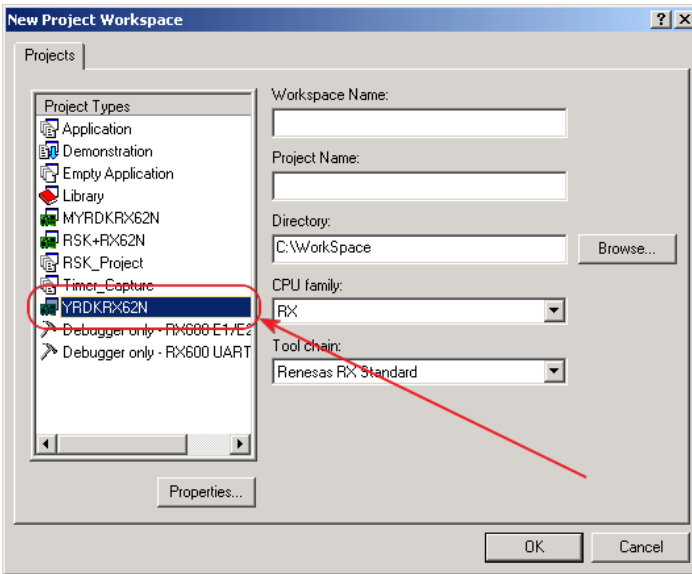 New Project Workspace
Projects
Project Types
Application
Demonstration
Empty Application
Library
MYRDKRX62N
RSK+RX62N
RSK_Project
Timer_Capture
YRDKRX62N
Debugger only - RX600 E1/E2
Debugger only - RX600 UART
Properties...
Workspace Name:
Project Name:
Directory:
C:\WorkSpace
Browse...
CPU family:
RX
Tool chain:
Renesas RX Standard
OK
Cancel